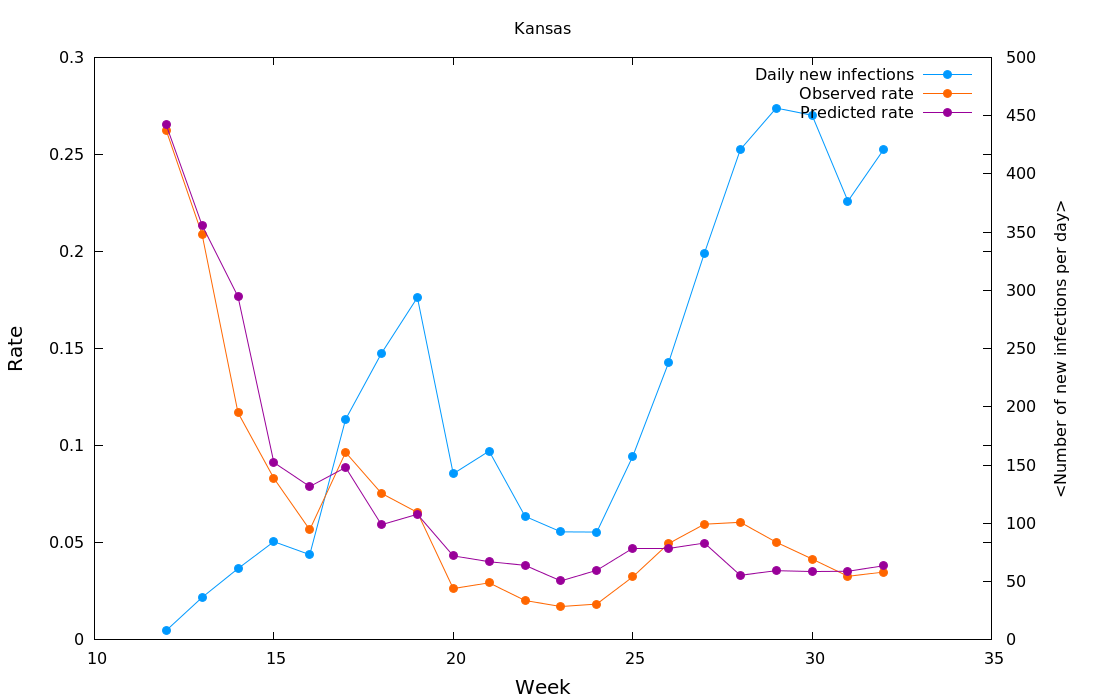 Kansas
Daily new infections
Observed rate
Predicted rate
0.3
0.25
0.2
0.15
0.1
0.05
0
500
450
400
350
300
250
200
150
100
50
0
10 15 20 25 30 35
Rate
<Number of new infections per day>
Week